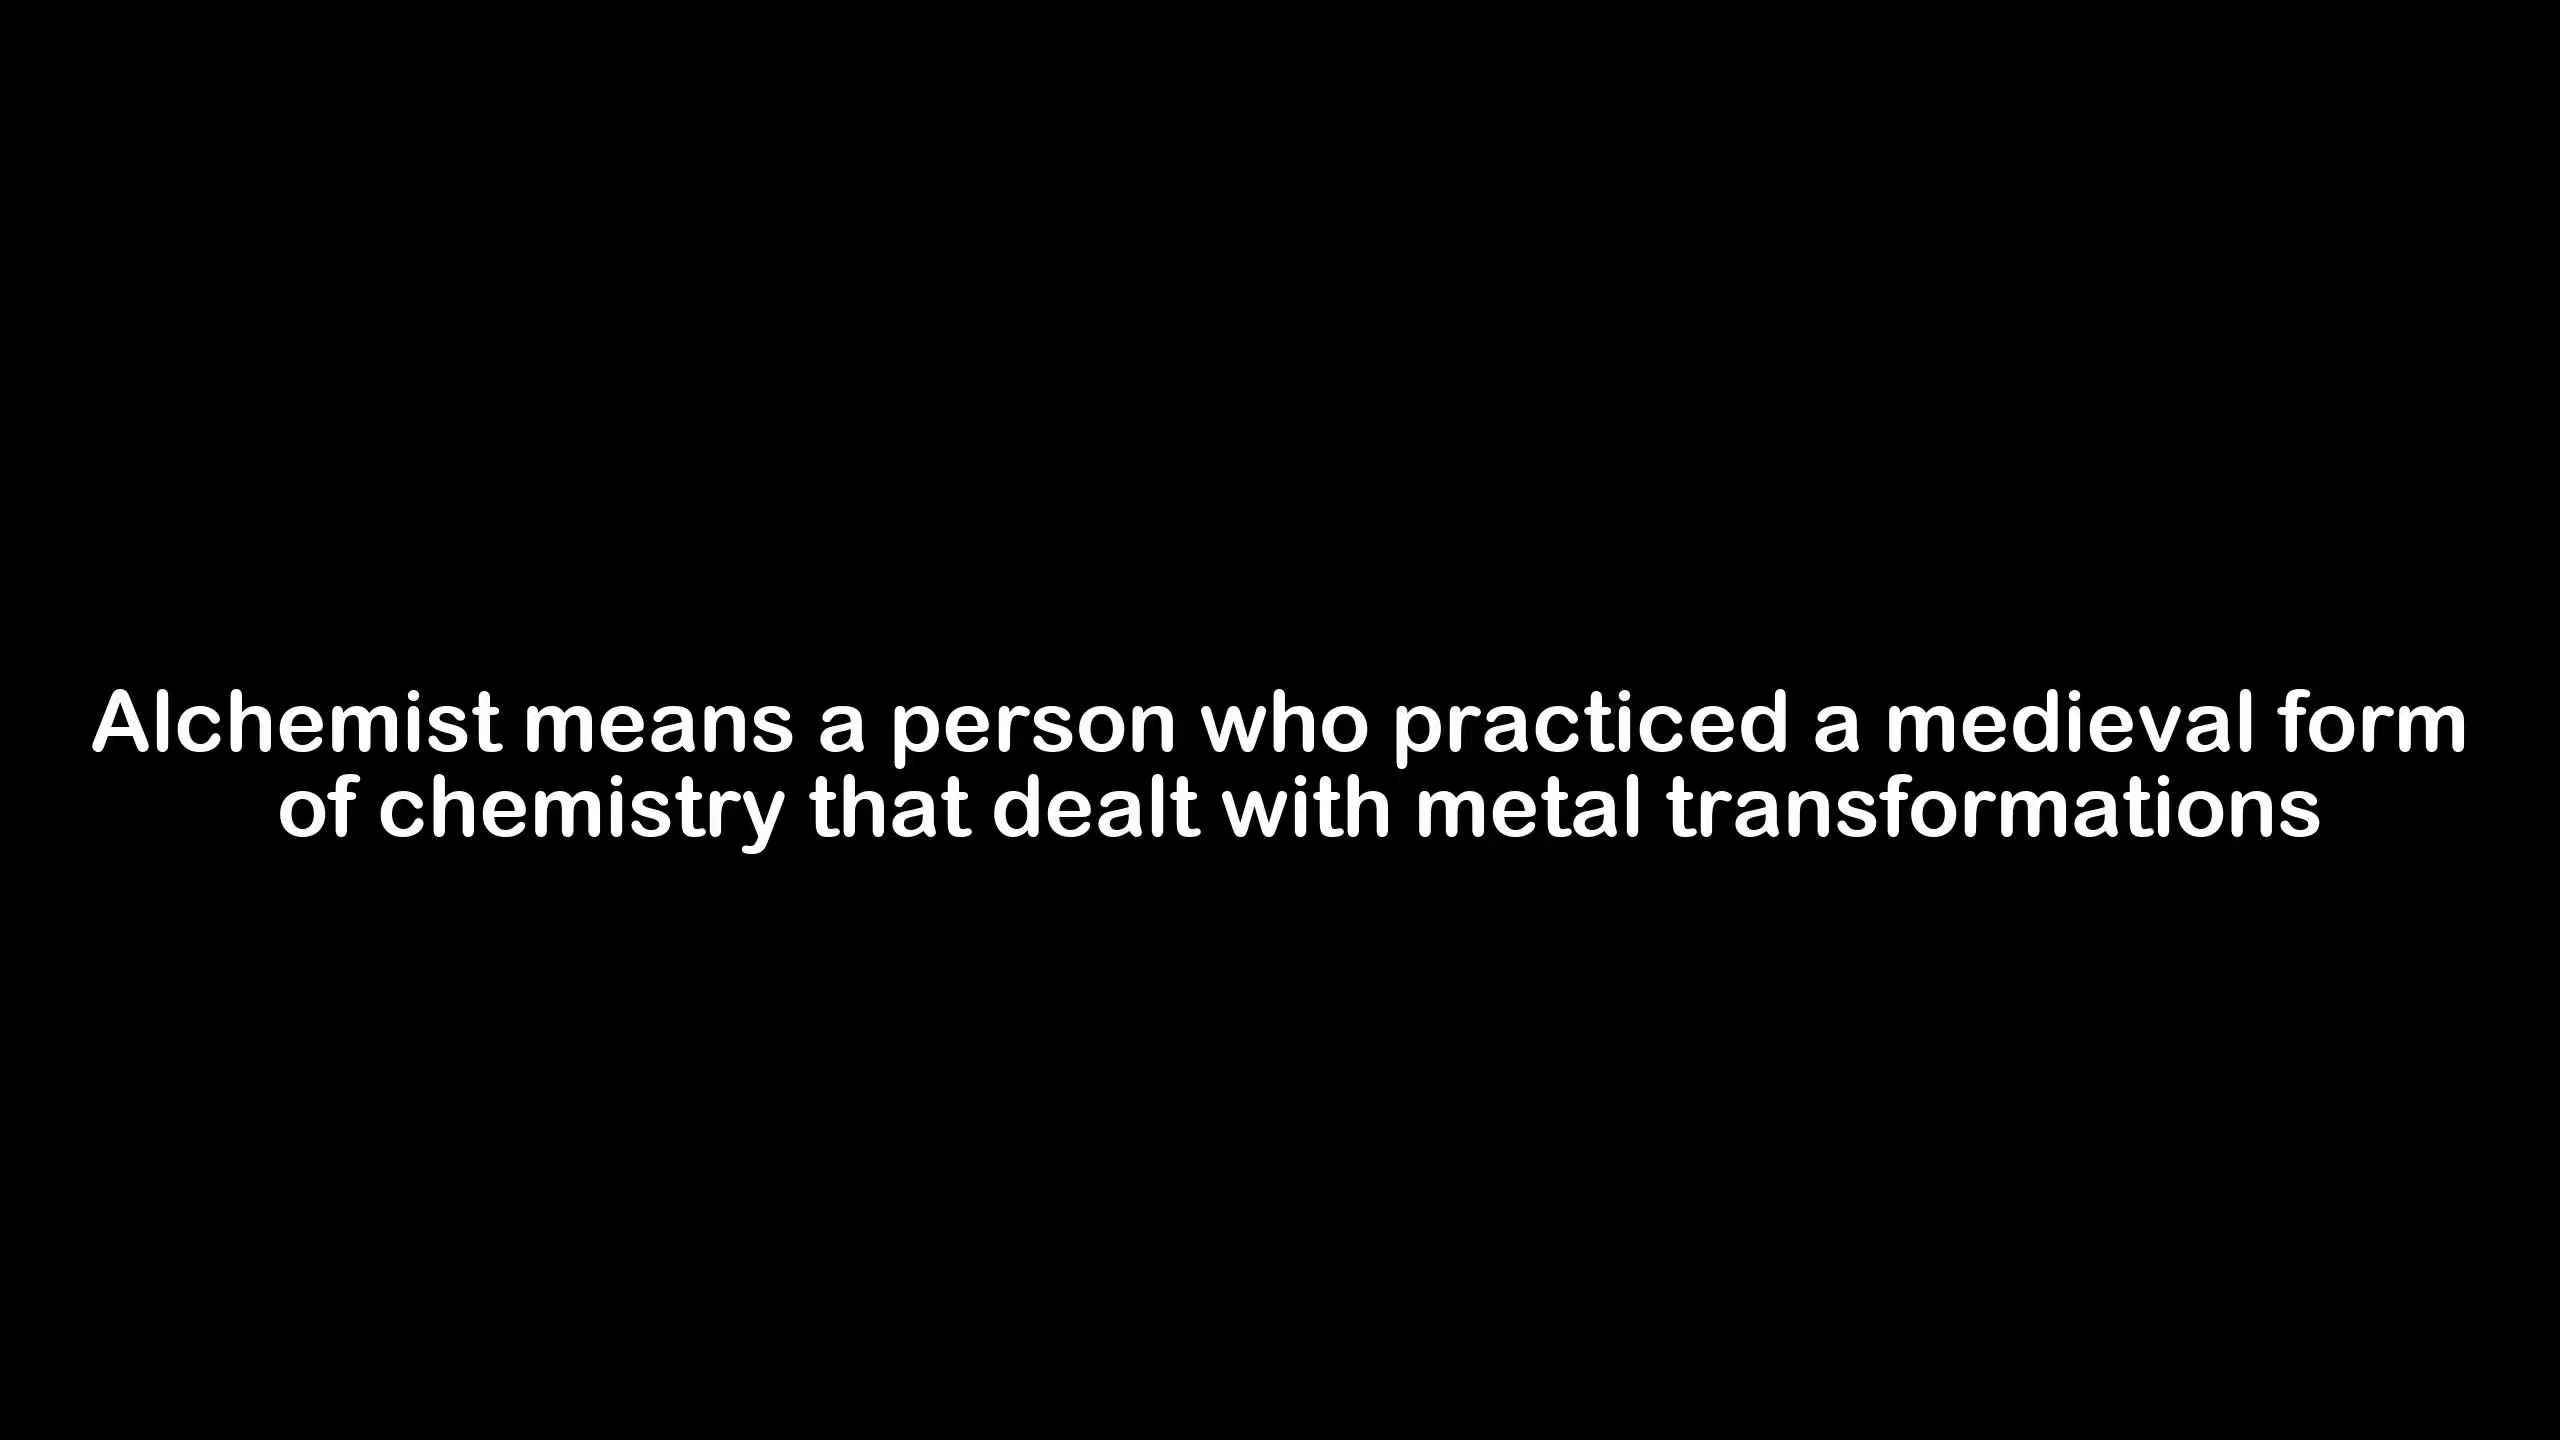 Alchemist means a person who practiced a medieval form
of chemistry that dealt with metal transformations